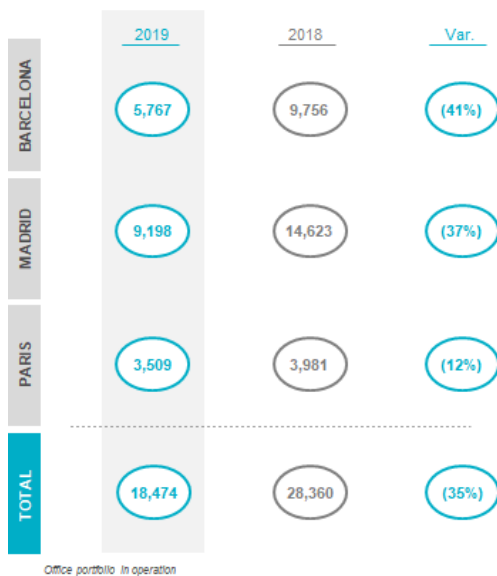 2019 2018 Var.
BARCELONA 5,767 9,756 (41%)
MADRID 9,198 14,623 (37%)
PARIS 3,509 3,981 (12%)
TOTAL 18,474 28,360 (35%)
Office portfolio in operation